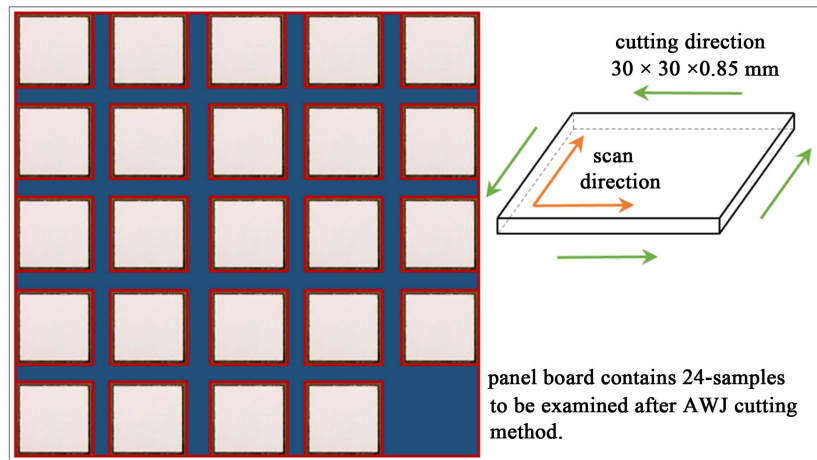 cutting direction
30 × 30 ×0.85 mm
scan
direction
panel board contains 24-samples
to be examined after AWJ cutting
method.